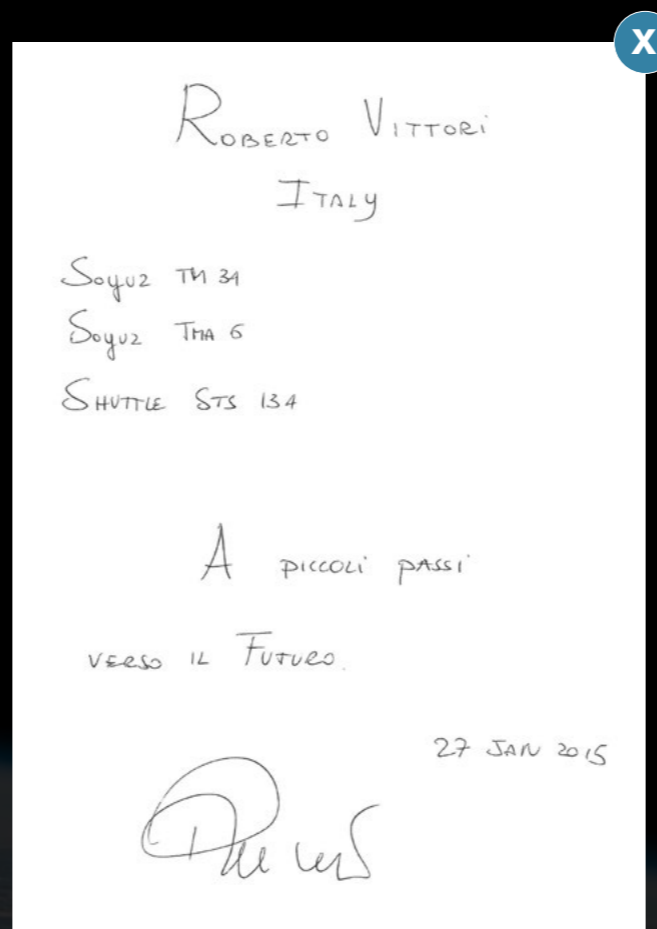 X
Roberto Vittori
Italy
Soyuz TM 34
Soyuz TMA 6
Shuttle STS 134
A piccoli passi
verso il Futuro.
27 JAN 2015